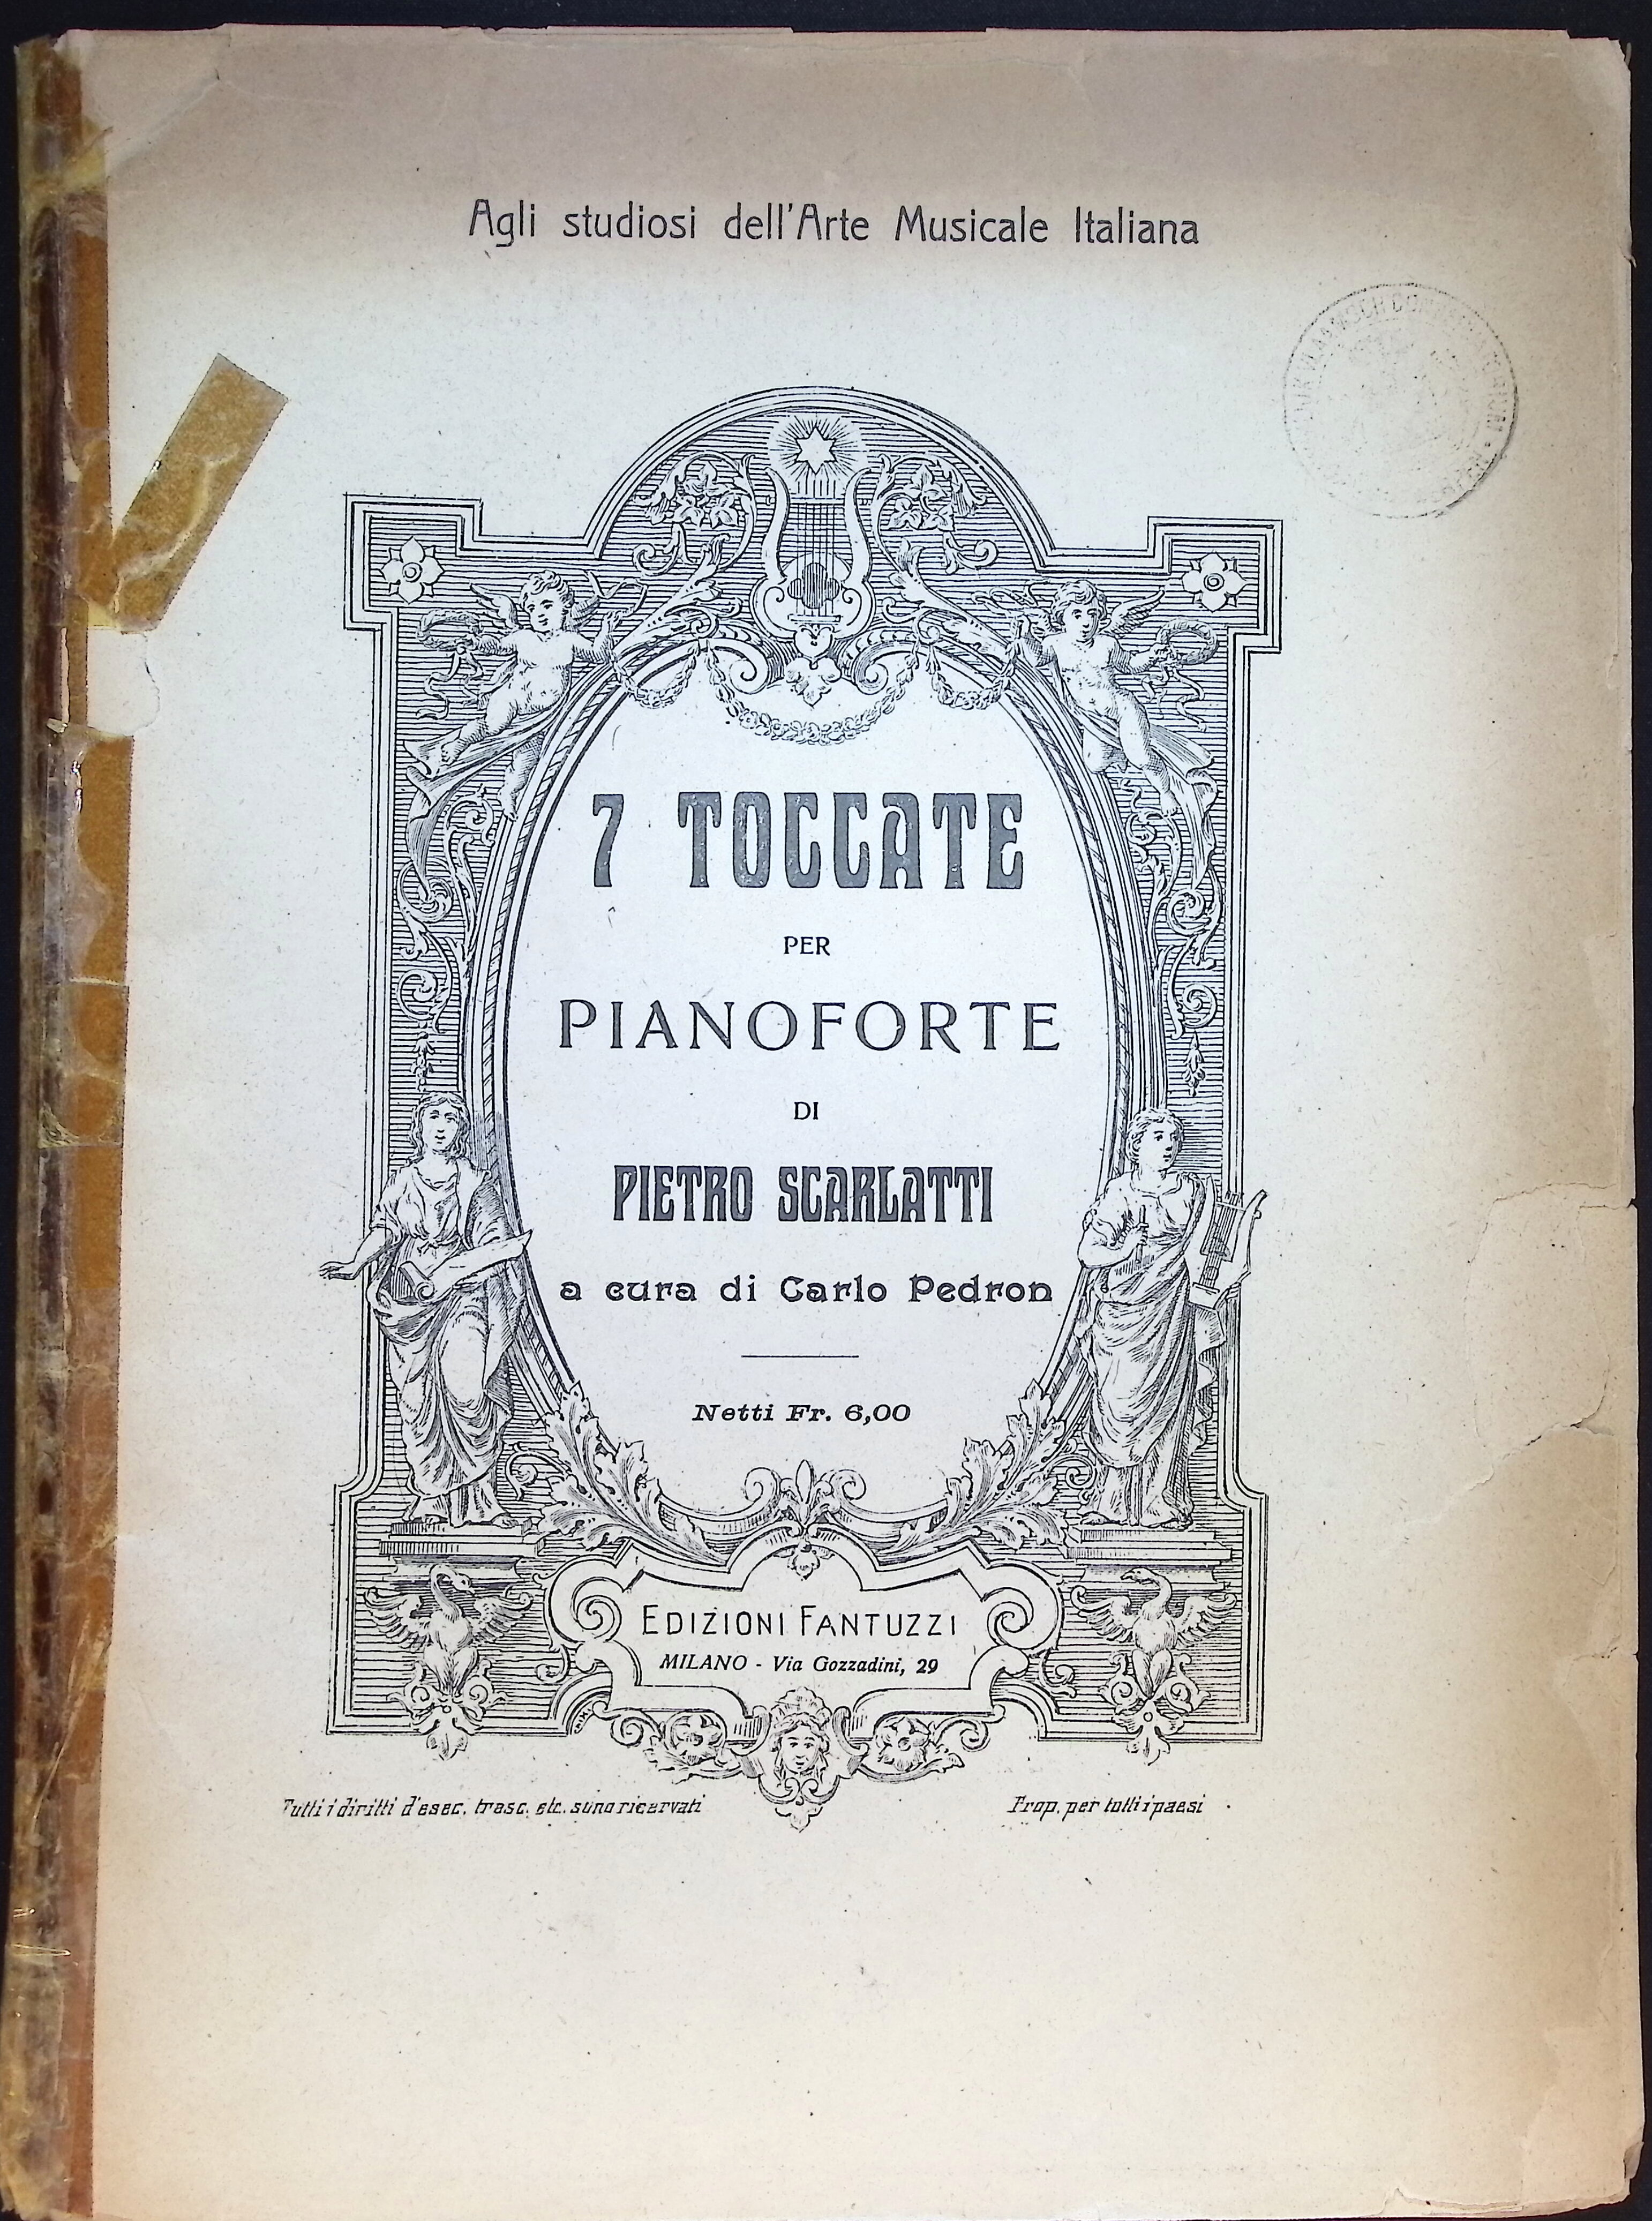 Agli studiosi dell'Arte Musicale Italiana
7 TOCCATE
PER
PIANOFORTE
DI
PIETRO SCARLATTI
a cura di Carlo Pedron
Netti Fr. 6,00
EDIZIONI FANTUZZI
MILANO - Via Gozzadini, 29
Tutti i diritti d'esec. trasc. etc. sono riservati
Prop. per tutti i paesi